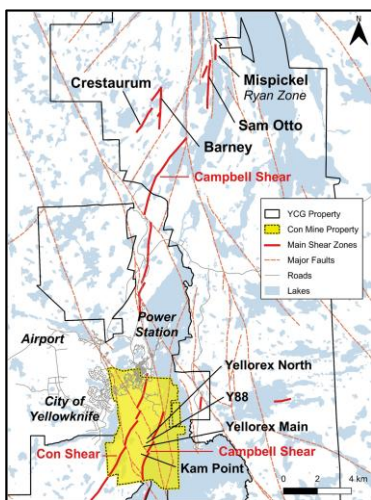 N
Mispickel
Ryan Zone
Crestaurum
Sam Otto
Barney
Campbell Shear
YCG Property
Con Mine Property
Main Shear Zones
Major Faults
Roads
Lakes
Power
Station
Airport
Yellorex North
City of
Yellowknife
Y88
Yellorex Main
Con Shear
Campbell Shear
Kam Point
0 2 4 km